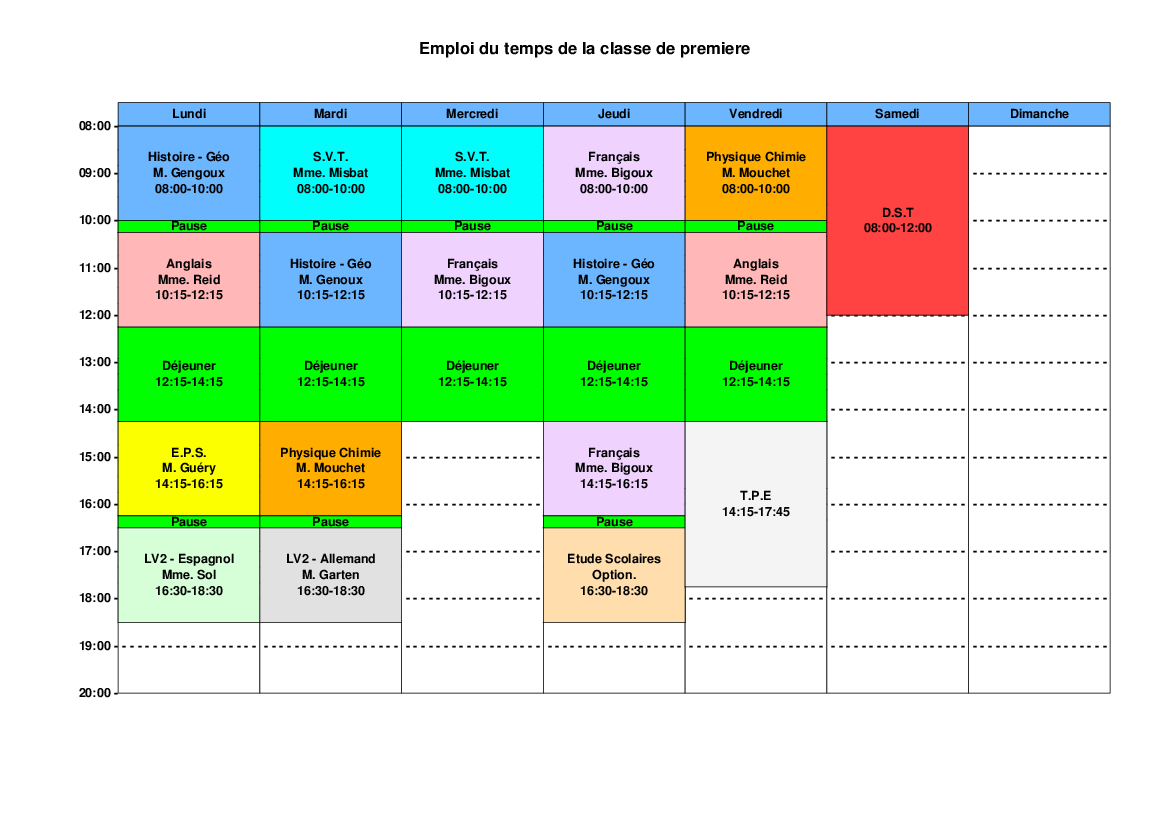 Emploi du temps de la classe de premiere
Lundi
Mardi
Mercredi
Jeudi
Vendredi
Samedi
Dimanche
08:00
09:00
10:00
11:00
12:00
13:00
14:00
15:00
16:00
17:00
18:00
19:00
20:00
Histoire - Géo
M. Gengoux
08:00-10:00
Pause
Anglais
Mme. Reid
10:15-12:15
Déjeuner
12:15-14:15
E.P.S.
M. Guéry
14:15-16:15
Pause
LV2 - Espagnol
Mme. Sol
16:30-18:30
S.V.T.
Mme. Misbat
08:00-10:00
Pause
Histoire - Géo
M. Genoux
10:15-12:15
Déjeuner
12:15-14:15
Physique Chimie
M. Mouchet
14:15-16:15
Pause
LV2 - Allemand
M. Garten
16:30-18:30
S.V.T.
Mme. Misbat
08:00-10:00
Pause
Français
Mme. Bigoux
10:15-12:15
Déjeuner
12:15-14:15
Français
Mme. Bigoux
08:00-10:00
Pause
Histoire - Géo
M. Gengoux
10:15-12:15
Déjeuner
12:15-14:15
Français
Mme. Bigoux
14:15-16:15
Pause
Etude Scolaires
Option.
16:30-18:30
Physique Chimie
M. Mouchet
08:00-10:00
Pause
Anglais
Mme. Reid
10:15-12:15
Déjeuner
12:15-14:15
T.P.E
14:15-17:45
D.S.T
08:00-12:00